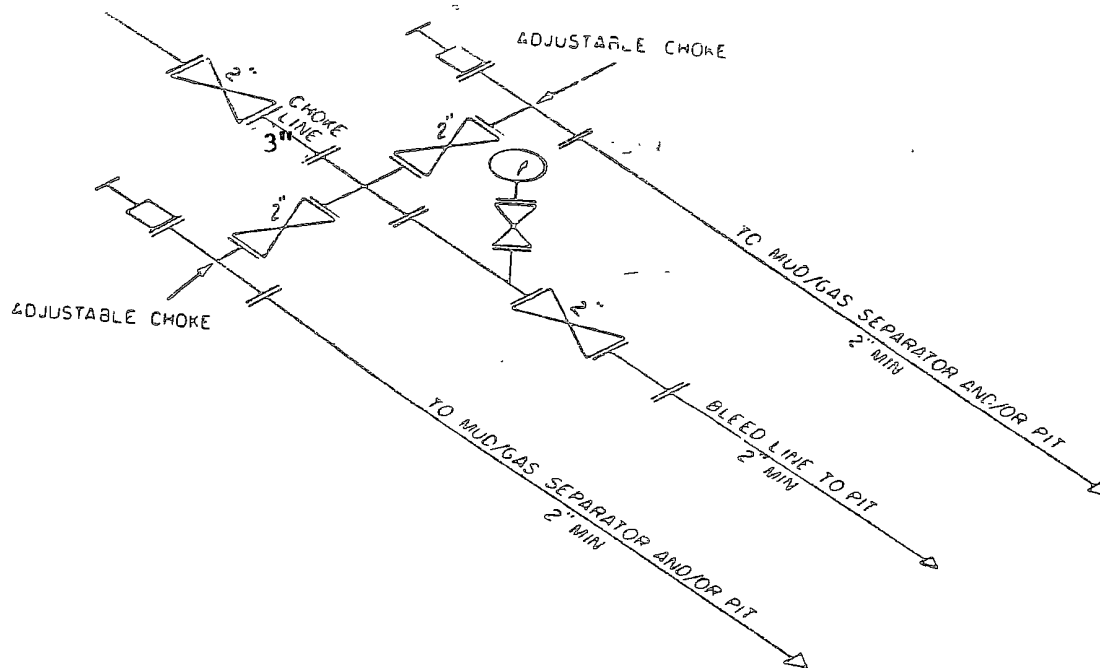 ADJUSTABLE CHOKE
2"
CHOKE
LINE
3"
2"
2"
ADJUSTABLE CHOKE
2"
TO MUD/GAS SEPARATOR AND/OR PIT
2" MIN
BLEED LINE TO PIT
2" MIN
TO MUD/GAS SEPARATOR AND/OR PIT
2" MIN